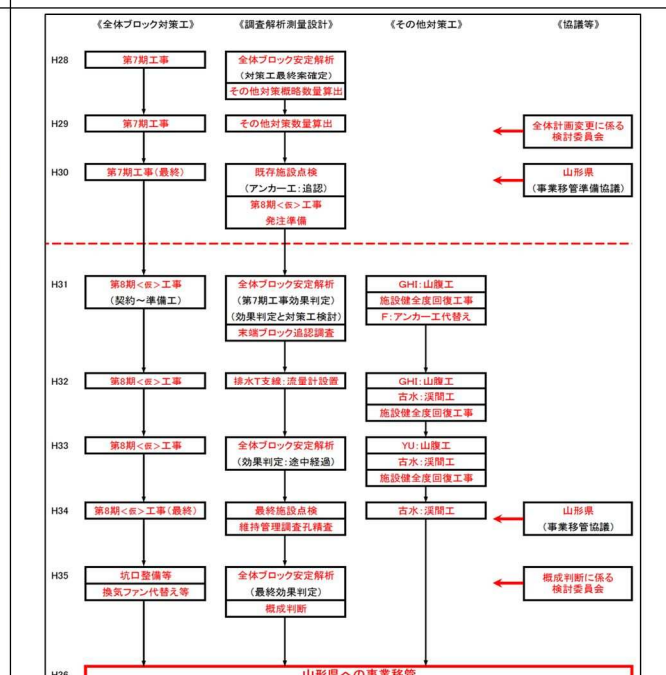 《全体ブロック対策工》 《調査解析測量設計》 《その他対策工》 《協議等》
H28
第7期工事
全体ブロック安定解析
(対策工最終案確定)
その他対策概略数量算出
H29
第7期工事
その他対策数量算出
全体計画変更に係る
検討委員会
H30
第7期工事(最終)
既存施設点検
(アンカー工:追認)
第8期<仮>工事
発注準備
山形県
(事業移管準備協議)
H31
第8期<仮>工事
(契約～準備工)
全体ブロック安定解析
(第7期工事効果判定)
(効果判定と対策工検討)
末端ブロック追認調査
GHI:山腹工
施設健全度回復工事
F:アンカー工代替え
H32
第8期<仮>工事
排水T支線:流量計設置
GHI:山腹工
古水:渓間工
施設健全度回復工事
H33
第8期<仮>工事
全体ブロック安定解析
(効果判定:途中経過)
YU:山腹工
古水:渓間工
施設健全度回復工事
H34
第8期<仮>工事(最終)
最終施設点検
維持管理調査孔精査
古水:渓間工
山形県
(事業移管協議)
H35
坑口整備等
換気ファン代替え等
全体ブロック安定解析
(最終効果判定)
概成判断
概成判断に係る
検討委員会
H36
山形県への事業移管